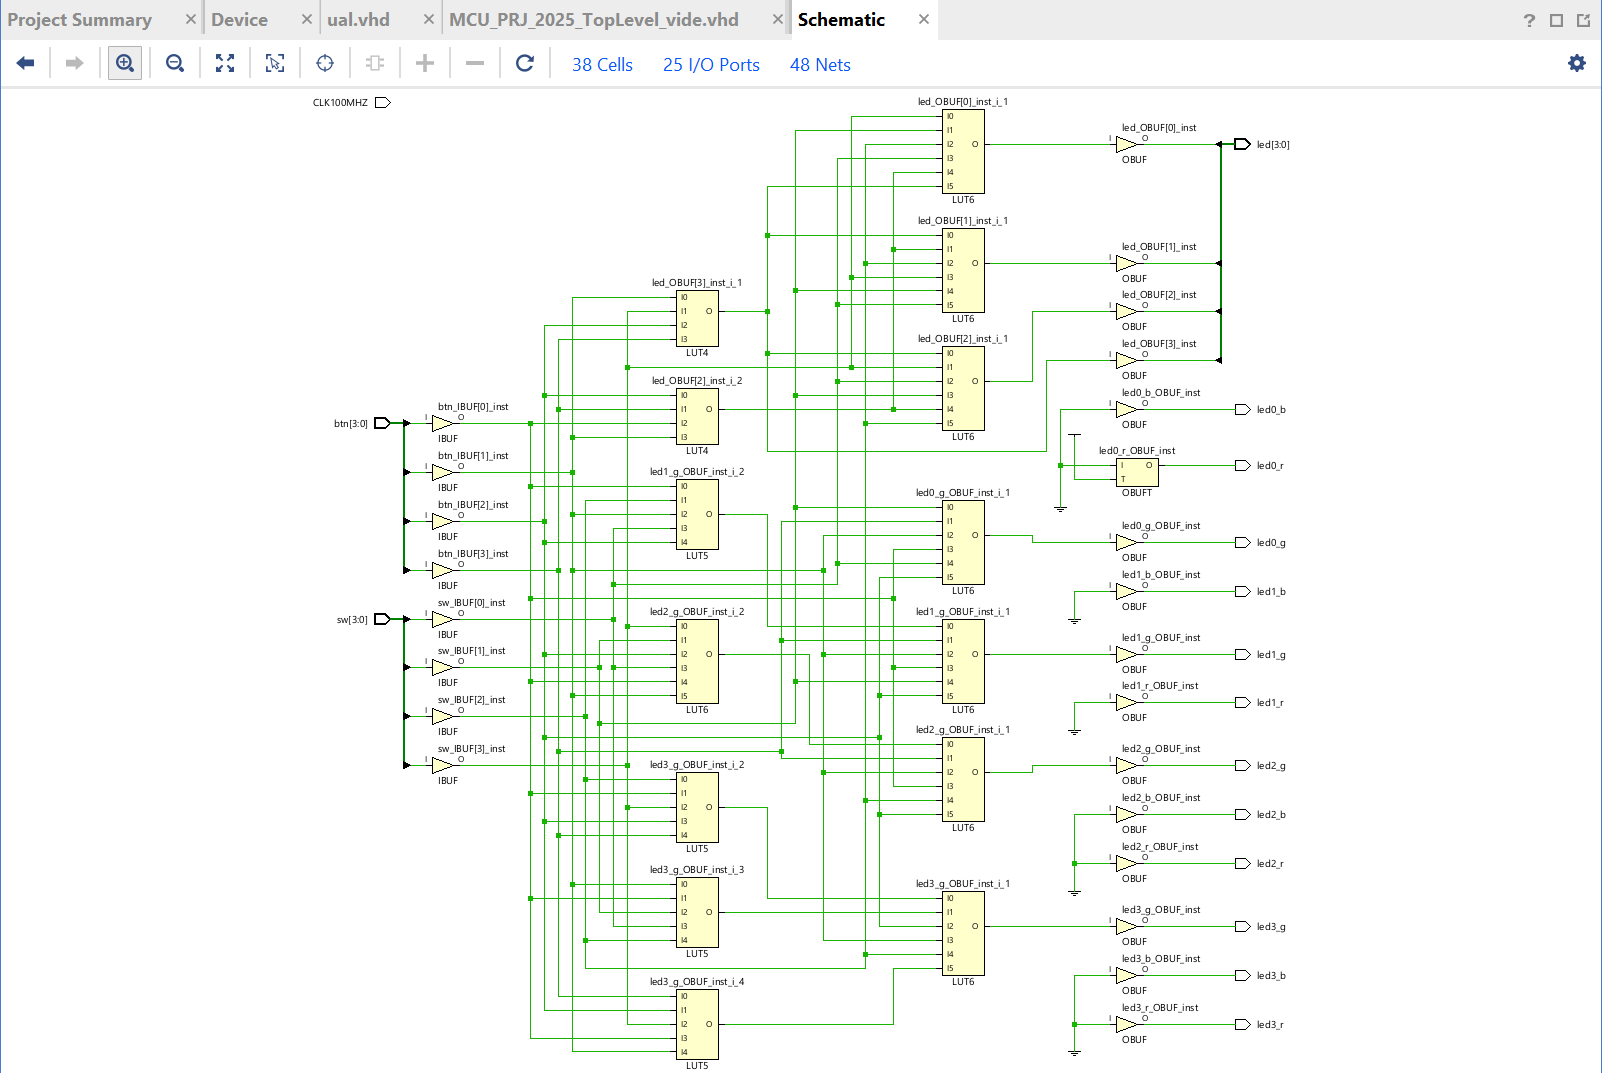 Project Summary × Device × ual.vhd × MCU_PRJ_2025_TopLevel_vide.vhd × Schematic × ?
38 Cells 25 I/O Ports 48 Nets
CLK100MHZ
btn[3:0]
sw[3:0]
btn_IBUF[0]_inst
I O
IBUF
btn_IBUF[1]_inst
I O
IBUF
btn_IBUF[2]_inst
I O
IBUF
btn_IBUF[3]_inst
I O
IBUF
sw_IBUF[0]_inst
I O
IBUF
sw_IBUF[1]_inst
I O
IBUF
sw_IBUF[2]_inst
I O
IBUF
sw_IBUF[3]_inst
I O
IBUF
led_OBUF[3]_inst_i_1
I0
I1 O
I2
I3
LUT4
led_OBUF[2]_inst_i_2
I0
I1 O
I2
I3
LUT4
led1_g_OBUF_inst_i_2
I0
I1
I2 O
I3
I4
LUT5
led2_g_OBUF_inst_i_2
I0
I1
I2 O
I3
I4
I5
LUT6
led3_g_OBUF_inst_i_2
I0
I1
I2 O
I3
I4
LUT5
led3_g_OBUF_inst_i_3
I0
I1
I2 O
I3
I4
LUT5
led3_g_OBUF_inst_i_4
I0
I1
I2 O
I3
I4
LUT5
led_OBUF[0]_inst_i_1
I0
I1
I2 O
I3
I4
I5
LUT6
led_OBUF[1]_inst_i_1
I0
I1
I2 O
I3
I4
I5
LUT6
led_OBUF[2]_inst_i_1
I0
I1
I2 O
I3
I4
I5
LUT6
led0_g_OBUF_inst_i_1
I0
I1
I2 O
I3
I4
I5
LUT6
led1_g_OBUF_inst_i_1
I0
I1
I2 O
I3
I4
I5
LUT6
led2_g_OBUF_inst_i_1
I0
I1
I2 O
I3
I4
I5
LUT6
led3_g_OBUF_inst_i_1
I0
I1
I2 O
I3
I4
I5
LUT6
led_OBUF[0]_inst
I O led[3:0]
OBUF
led_OBUF[1]_inst
I O
OBUF
led_OBUF[2]_inst
I O
OBUF
led_OBUF[3]_inst
I O
OBUF
led0_b_OBUF_inst
I O led0_b
OBUF
led0_r_OBUF_inst
I O led0_r
T
OBUFT
led0_g_OBUF_inst
I O led0_g
OBUF
led1_b_OBUF_inst
I O led1_b
OBUF
led1_g_OBUF_inst
I O led1_g
OBUF
led1_r_OBUF_inst
I O led1_r
OBUF
led2_g_OBUF_inst
I O led2_g
OBUF
led2_b_OBUF_inst
I O led2_b
OBUF
led2_r_OBUF_inst
I O led2_r
OBUF
led3_g_OBUF_inst
I O led3_g
OBUF
led3_b_OBUF_inst
I O led3_b
OBUF
led3_r_OBUF_inst
I O led3_r
OBUF